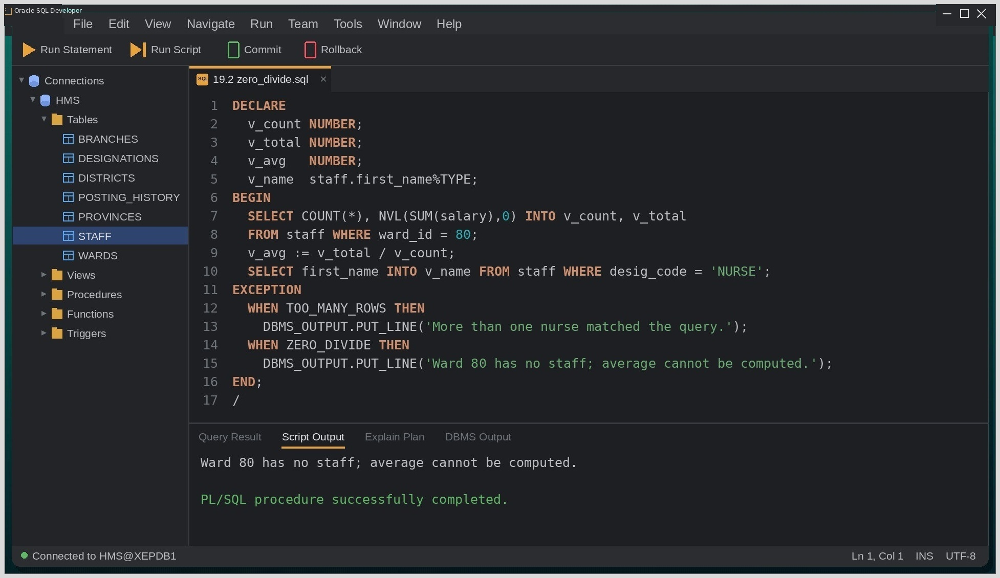 Oracle SQL Developer
File Edit View Navigate Run Team Tools Window Help
Run Statement Run Script Commit Rollback
Connections
HMS
Tables
BRANCHES
DESIGNATIONS
DISTRICTS
POSTING_HISTORY
PROVINCES
STAFF
WARDS
Views
Procedures
Functions
Triggers
SQL 19.2 zero_divide.sql
1 DECLARE
2   v_count NUMBER;
3   v_total NUMBER;
4   v_avg   NUMBER;
5   v_name  staff.first_name%TYPE;
6 BEGIN
7   SELECT COUNT(*), NVL(SUM(salary),0) INTO v_count, v_total
8   FROM staff WHERE ward_id = 80;
9   v_avg := v_total / v_count;
10   SELECT first_name INTO v_name FROM staff WHERE desig_code = 'NURSE';
11 EXCEPTION
12   WHEN TOO_MANY_ROWS THEN
13     DBMS_OUTPUT.PUT_LINE('More than one nurse matched the query.');
14   WHEN ZERO_DIVIDE THEN
15     DBMS_OUTPUT.PUT_LINE('Ward 80 has no staff; average cannot be computed.');
16 END;
17 /
Query Result Script Output Explain Plan DBMS Output
Ward 80 has no staff; average cannot be computed.
PL/SQL procedure successfully completed.
Connected to HMS@XEPDB1 Ln 1, Col 1 INS UTF-8